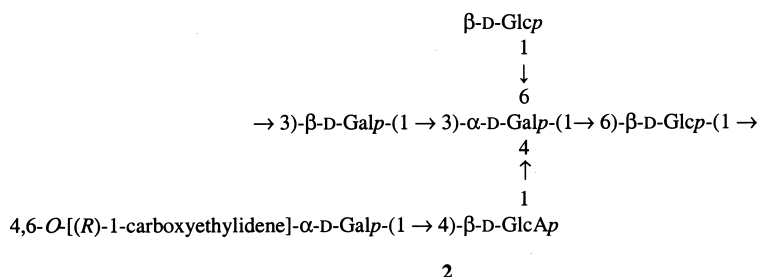 β-D-Glcp
1
↓
6
→ 3)-β-D-Galp-(1 → 3)-α-D-Galp-(1→ 6)-β-D-Glcp-(1 →
4
↑
1
4,6-O-[(R)-1-carboxyethylidene]-α-D-Galp-(1 → 4)-β-D-GlcAp
2